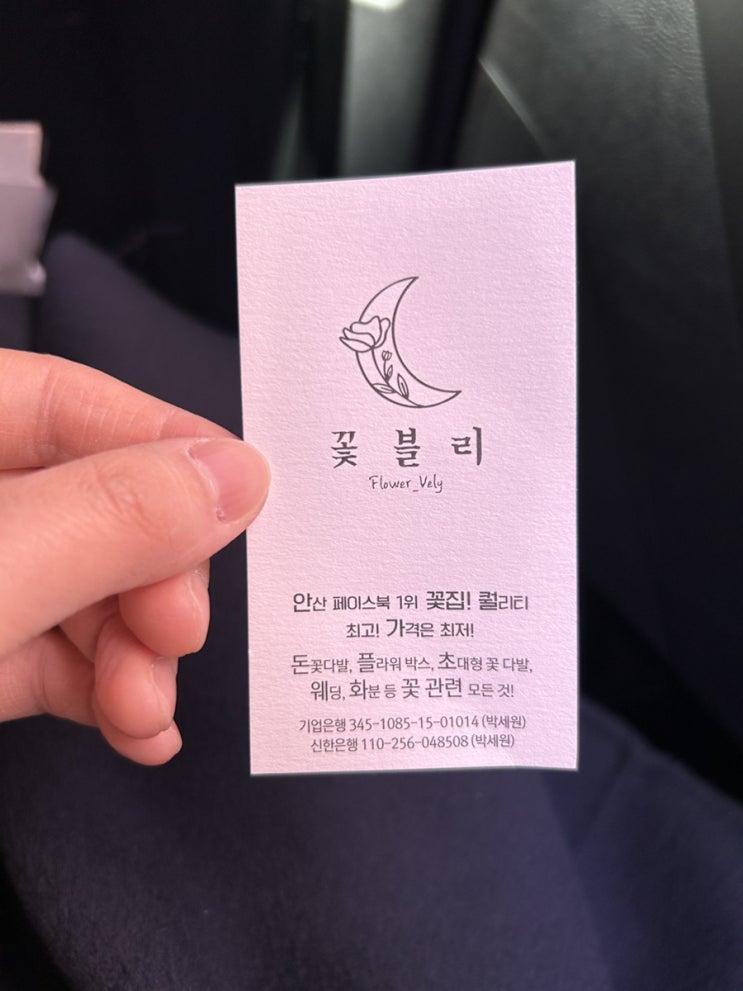 꽃블리
Flower_Vely
안산 페이스북 1위 꽃집! 퀄리티
최고! 가격은 최저!
돈꽃다발, 플라워 박스, 초대형 꽃 다발,
웨딩, 화분 등 꽃 관련 모든 것!
기업은행 345-1085-15-01014 (박세원)
신한은행 110-256-048508 (박세원)